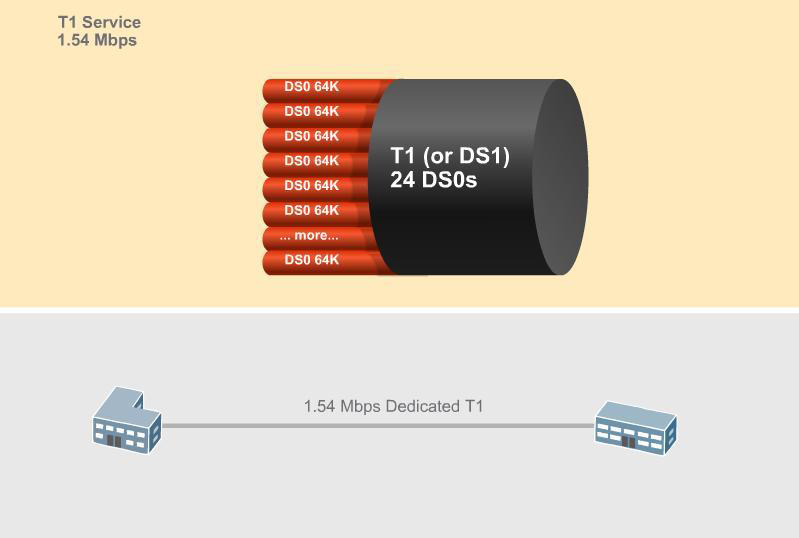 T1 Service
1.54 Mbps
DS0 64K
DS0 64K
DS0 64K
DS0 64K
DS0 64K
DS0 64K
... more...
DS0 64K
T1 (or DS1)
24 DS0s
1.54 Mbps Dedicated T1